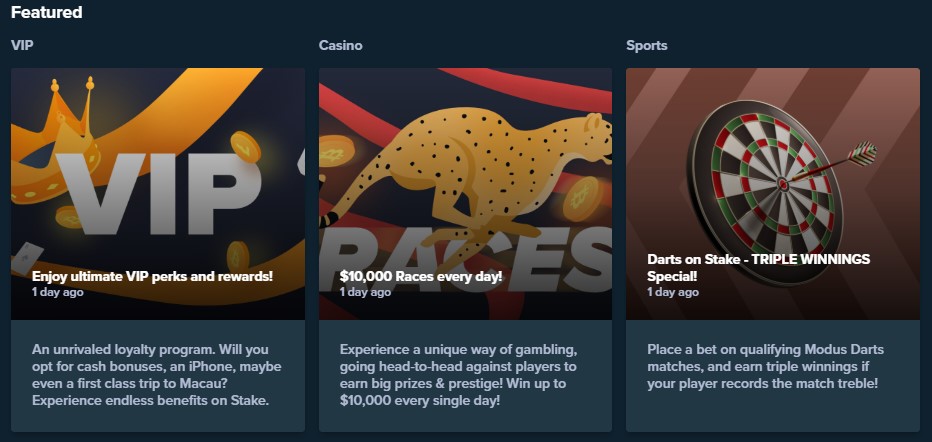 Featured
VIP
Casino
Sports
VIP
Enjoy ultimate VIP perks and rewards!
1 day ago
An unrivaled loyalty program. Will you
opt for cash bonuses, an iPhone, maybe
even a first class trip to Macau?
Experience endless benefits on Stake.
RACES
$10,000 Races every day!
1 day ago
Experience a unique way of gambling,
going head-to-head against players to
earn big prizes & prestige! Win up to
$10,000 every single day!
Darts on Stake - TRIPLE WINNINGS
Special!
1 day ago
Place a bet on qualifying Modus Darts
matches, and earn triple winnings if
your player records the match treble!